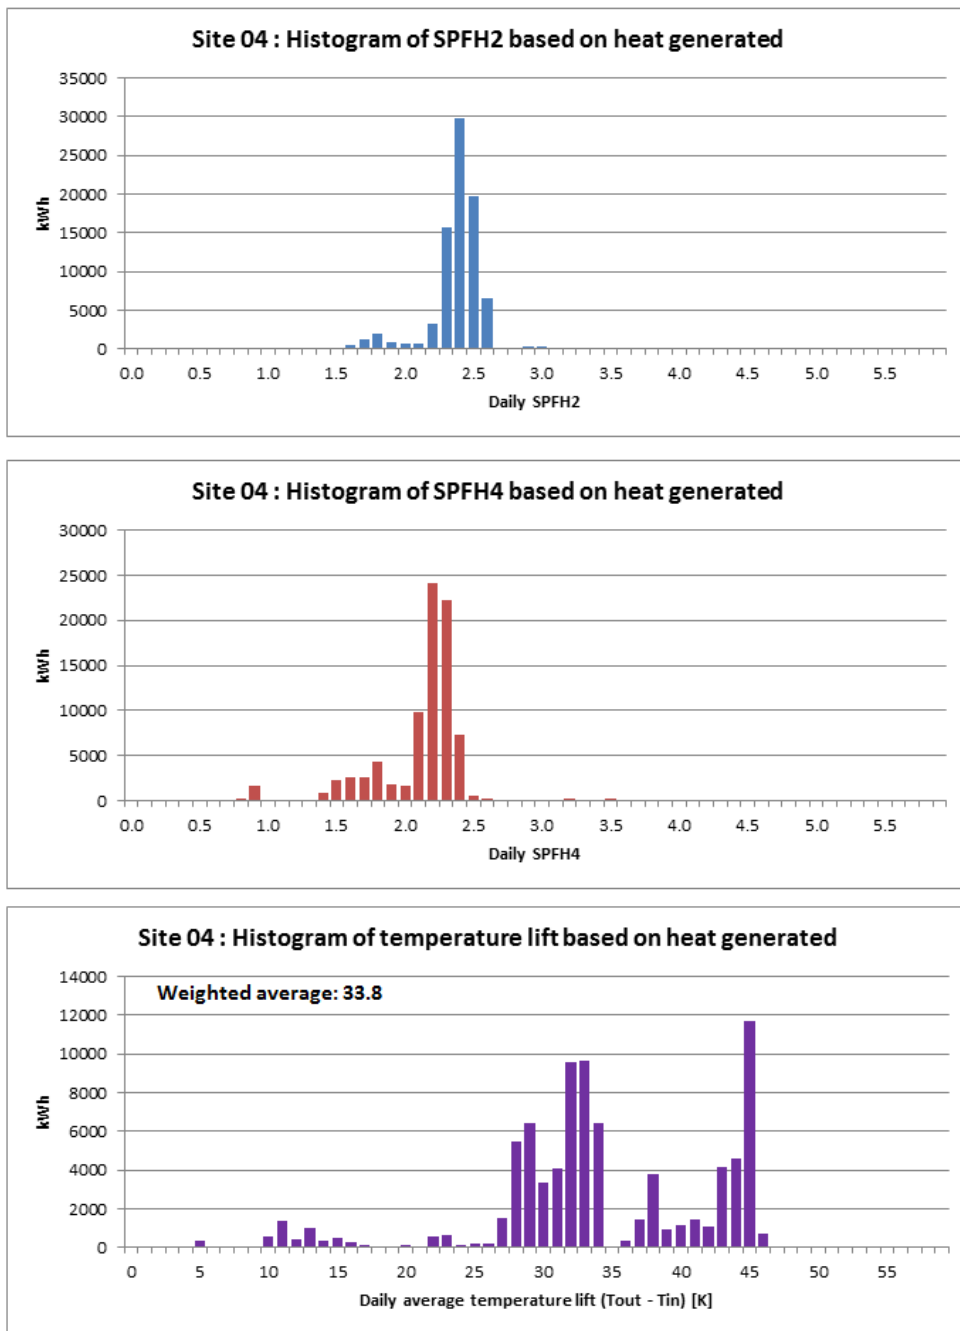 Site 04 : Histogram of SPFH2 based on heat generated
35000
30000
25000
20000
15000
10000
5000
0
kWh
0.0 0.5 1.0 1.5 2.0 2.5 3.0 3.5 4.0 4.5 5.0 5.5
Daily SPFH2
Site 04 : Histogram of SPFH4 based on heat generated
30000
25000
20000
15000
10000
5000
0
kWh
0.0 0.5 1.0 1.5 2.0 2.5 3.0 3.5 4.0 4.5 5.0 5.5
Daily SPFH4
Site 04 : Histogram of temperature lift based on heat generated
Weighted average: 33.8
14000
12000
10000
8000
6000
4000
2000
0
kWh
0 5 10 15 20 25 30 35 40 45 50 55
Daily average temperature lift (Tout - Tin) [K]